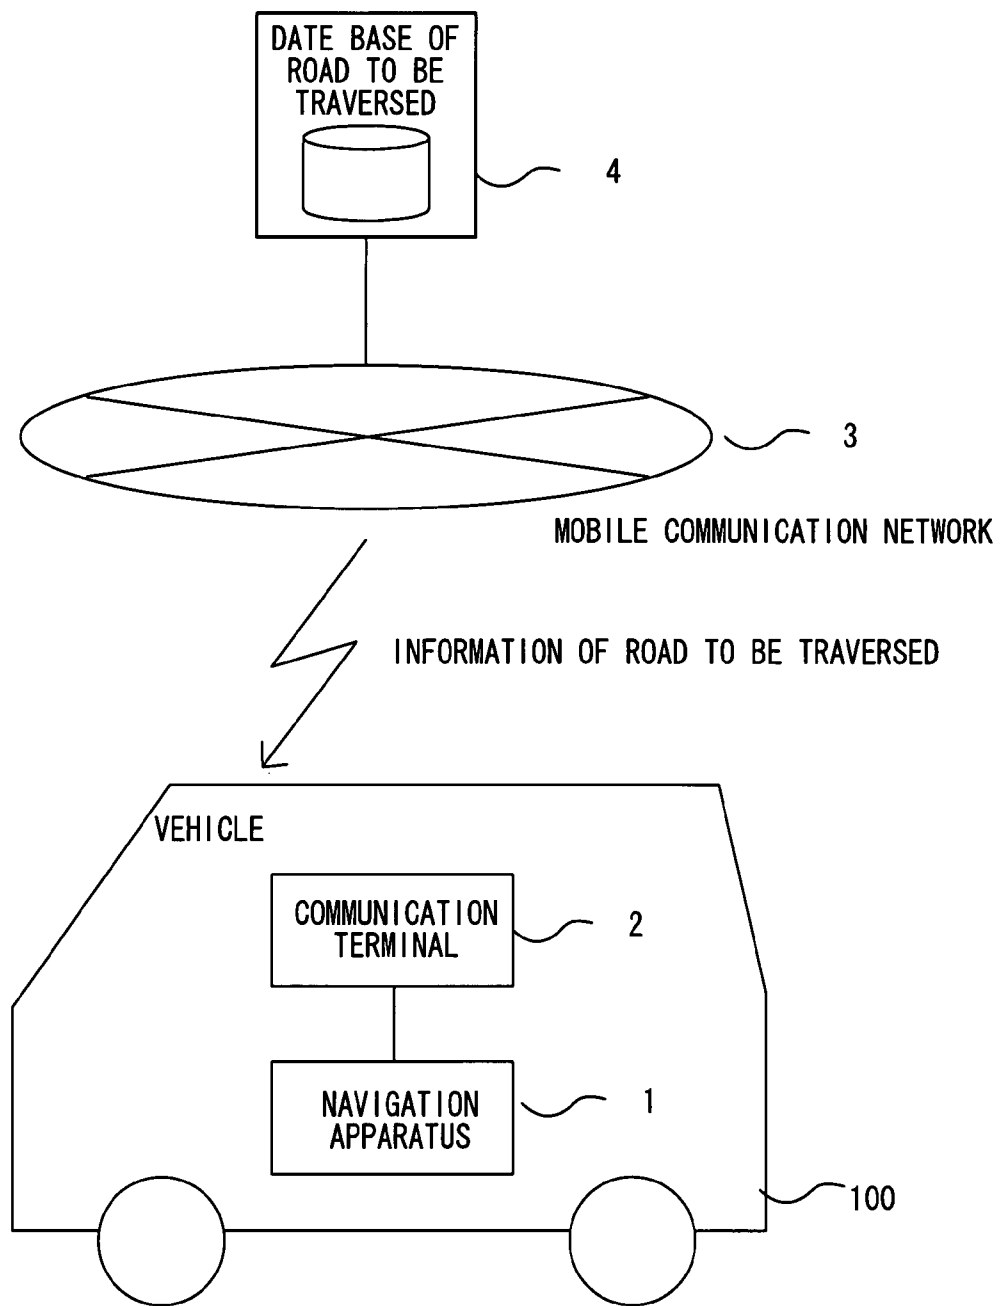 DATE BASE OF
ROAD TO BE
TRAVERSED
4
3
MOBILE COMMUNICATION NETWORK
INFORMATION OF ROAD TO BE TRAVERSED
VEHICLE
COMMUNICATION
TERMINAL
2
NAVIGATION
APPARATUS
1
100